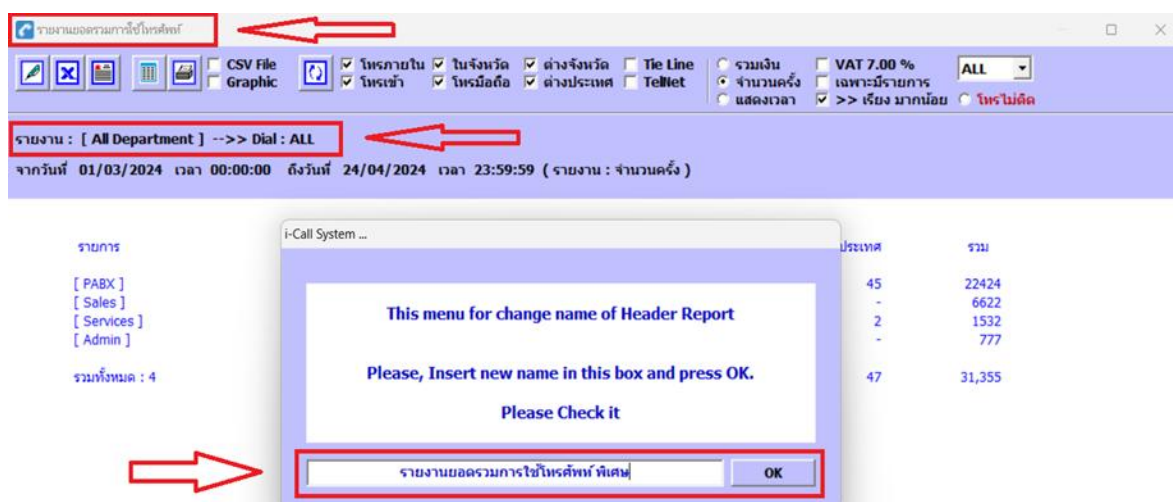 รายงานยอดรวมการใช้โทรศัพท์
CSV File
Graphic
โทรภายใน ในจังหวัด ต่างจังหวัด Tie Line
โทรเข้า โทรมือถือ ต่างประเทศ TelNet
รวมเงิน
จำนวนครั้ง
แสดงเวลา
VAT 7.00 %
เฉพาะมีรายการ
>> เรียง มากน้อย
ALL
โทรไม่ติด
รายงาน : [ All Department ] -->> Dial : ALL
จากวันที่ 01/03/2024 เวลา 00:00:00 ถึงวันที่ 24/04/2024 เวลา 23:59:59 ( รายงาน : จำนวนครั้ง )
i-Call System ...
รายการ ประเทศ รวม
[ PABX ] 45 22424
[ Sales ] - 6622
[ Services ] 2 1532
[ Admin ] - 777
รวมทั้งหมด : 4 47 31,355
This menu for change name of Header Report
Please, Insert new name in this box and press OK.
Please Check it
รายงานยอดรวมการใช้โทรศัพท์ พิเศษ OK